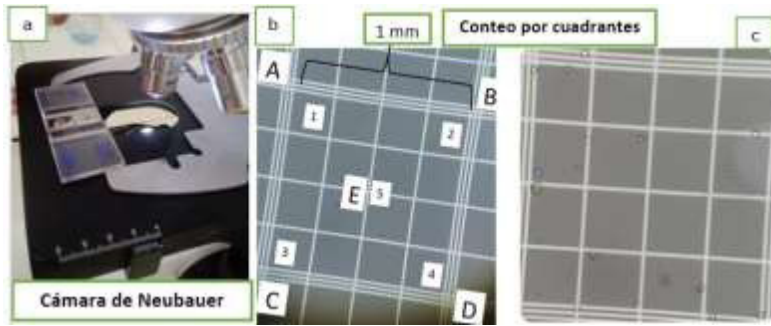 a
Cámara de Neubauer
b
1 mm
Conteo por cuadrantes
A
B
1
2
E
5
3
4
C
D
c